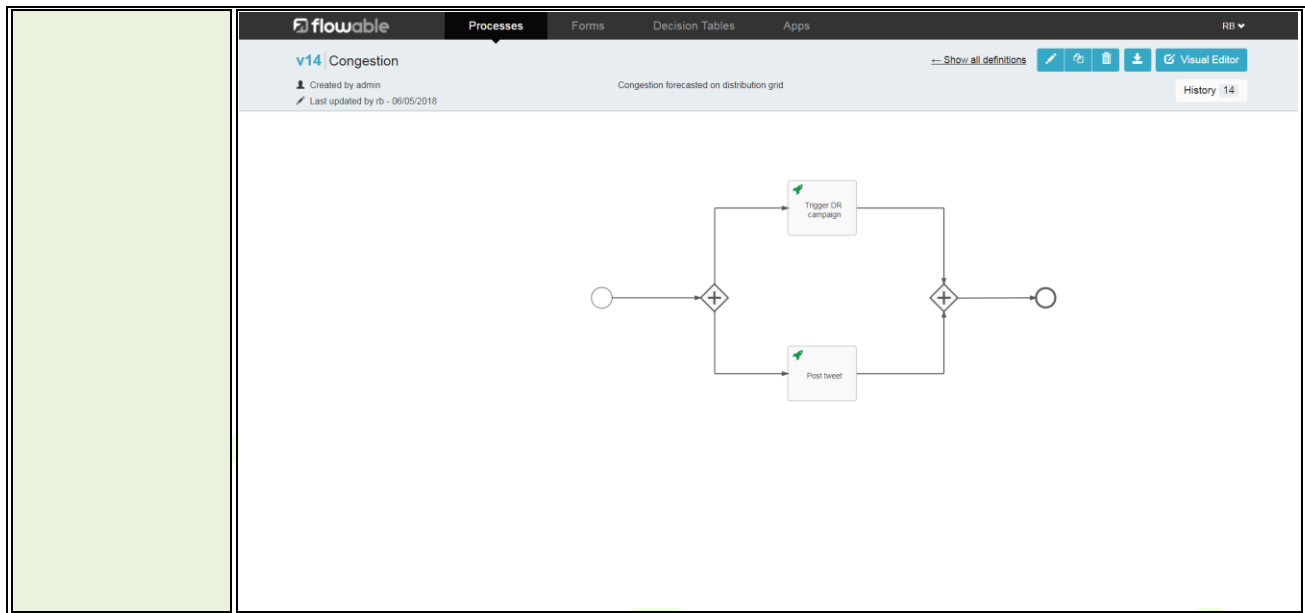 flowable
Processes
Forms
Decision Tables
Apps
RB
v14 Congestion
← Show all definitions
Visual Editor
Created by admin
Congestion forecasted on distribution grid
History 14
Last updated by rb - 06/05/2018
Trigger DR
campaign
Post tweet